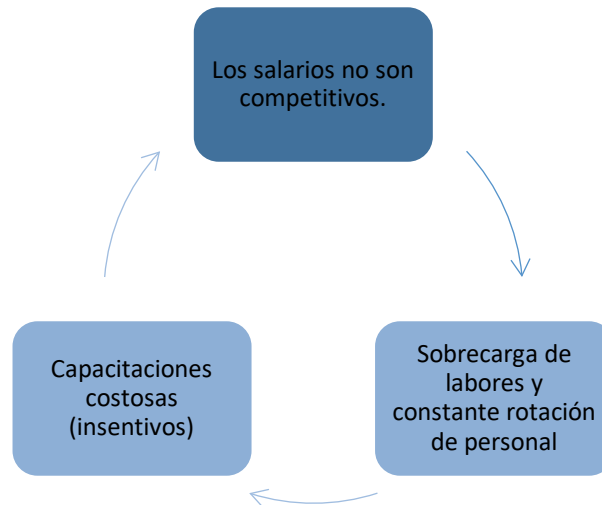 Los salarios no son
competitivos.
Sobrecarga de
labores y
constante rotación
de personal
Capacitaciones
costosas
(insentivos)